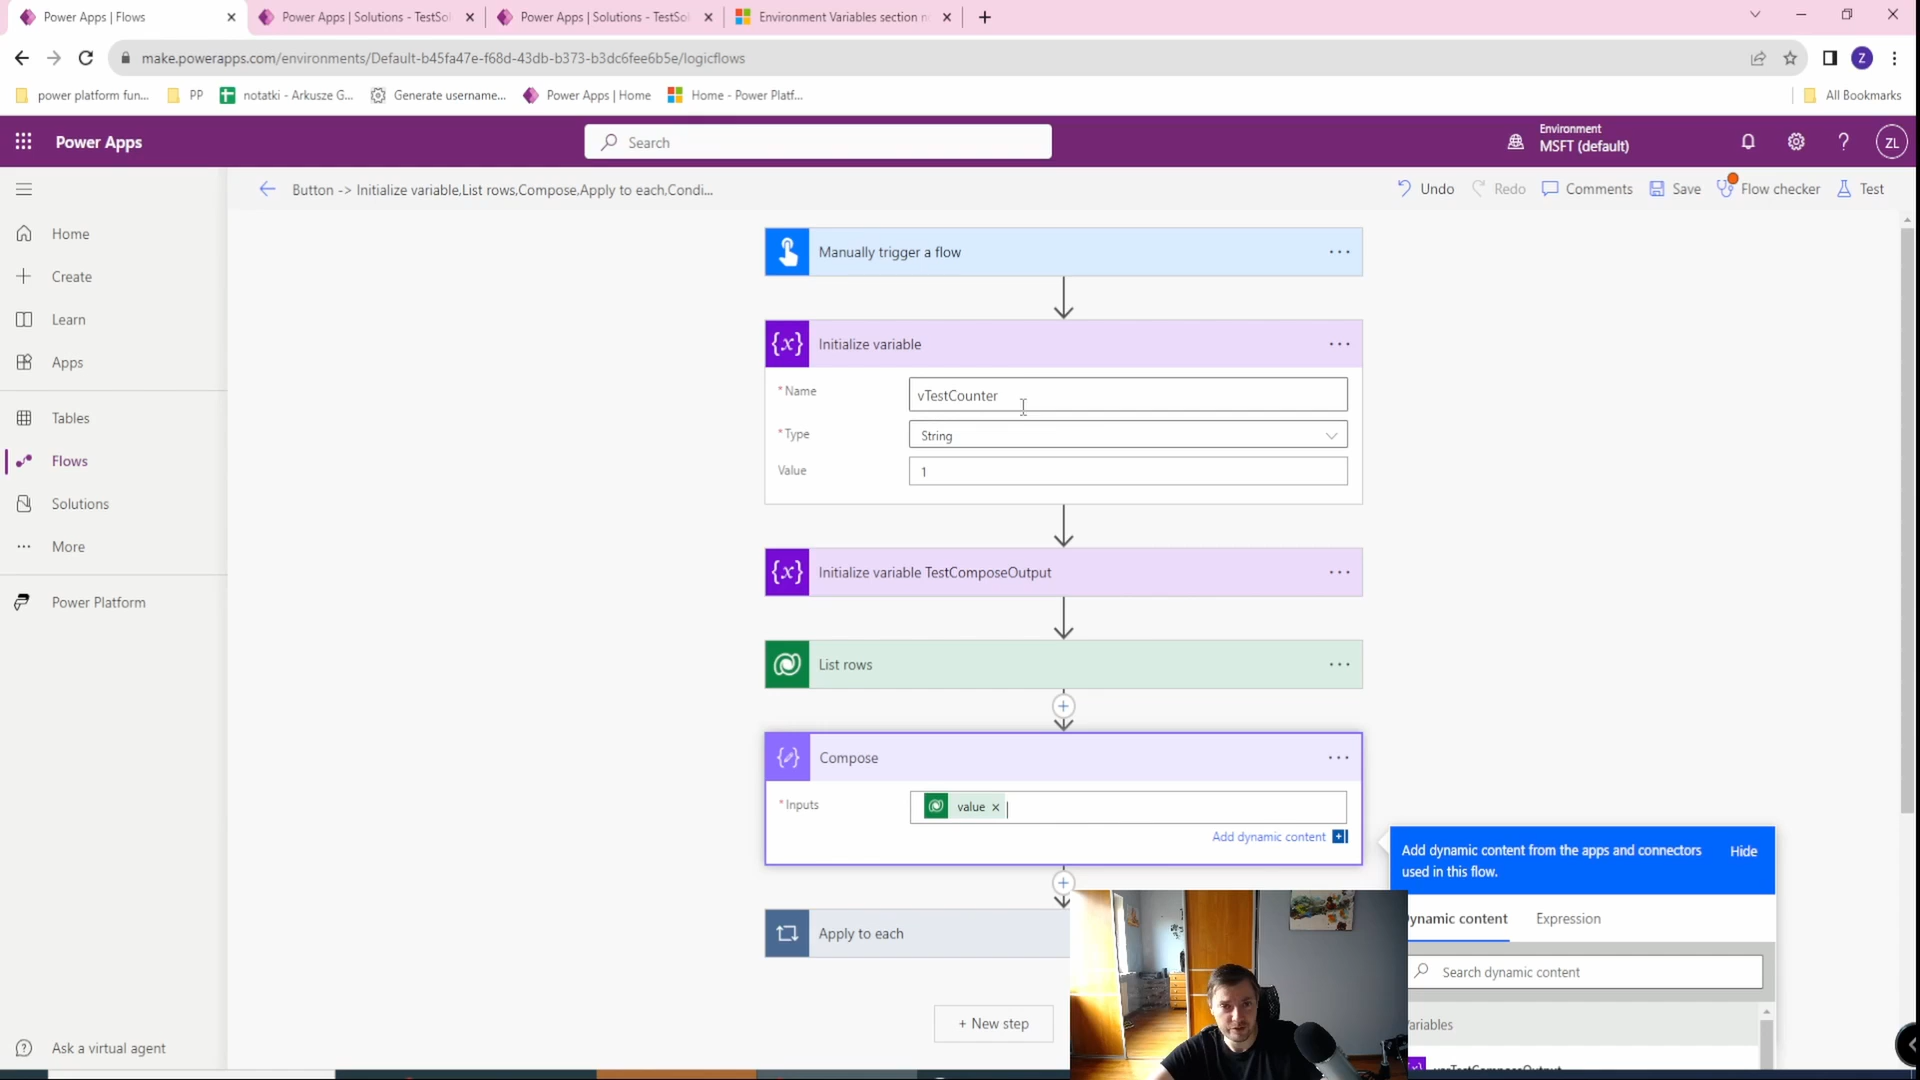 Power Apps | Flows
Power Apps | Solutions - TestSol
Power Apps | Solutions - TestSol
Environment Variables section n
make.powerapps.com/environments/Default-b45fa47e-f68d-43db-b373-b3dc6fee6b5e/logicflows
Z
power platform fun...
PP
notatki - Arkusze G...
Generate username...
Power Apps | Home
Home - Power Platf...
All Bookmarks
Power Apps
Search
Environment
MSFT (default)
ZL
Button -> Initialize variable,List rows,Compose,Apply to each,Condi...
Undo
Redo
Comments
Save
Flow checker
Test
Home
Create
Learn
Apps
Tables
Flows
Solutions
More
Power Platform
Ask a virtual agent
Manually trigger a flow
Initialize variable
* Name
vTestCounter
* Type
String
Value
1
Initialize variable TestComposeOutput
List rows
Compose
* Inputs
value
Add dynamic content
Apply to each
+ New step
Add dynamic content from the apps and connectors
used in this flow.
Hide
ynamic content
Expression
Search dynamic content
ariables